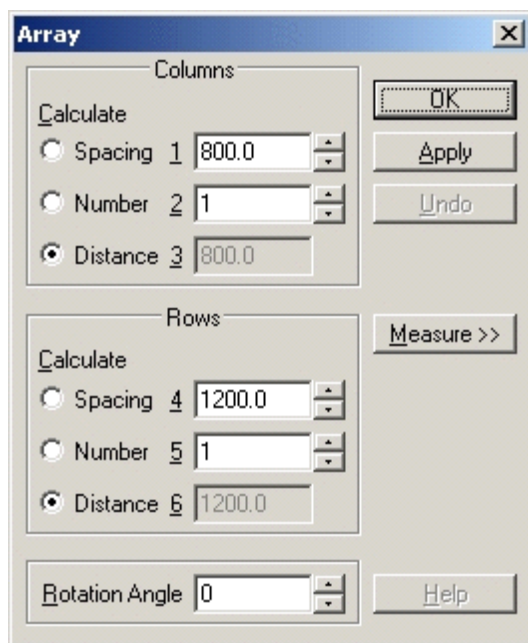 Array
Columns
Calculate
Spacing 1 800.0
Number 2 1
Distance 3 800.0
OK
Apply
Undo
Rows
Calculate
Spacing 4 1200.0
Number 5 1
Distance 6 1200.0
Measure >>
Rotation Angle 0
Help